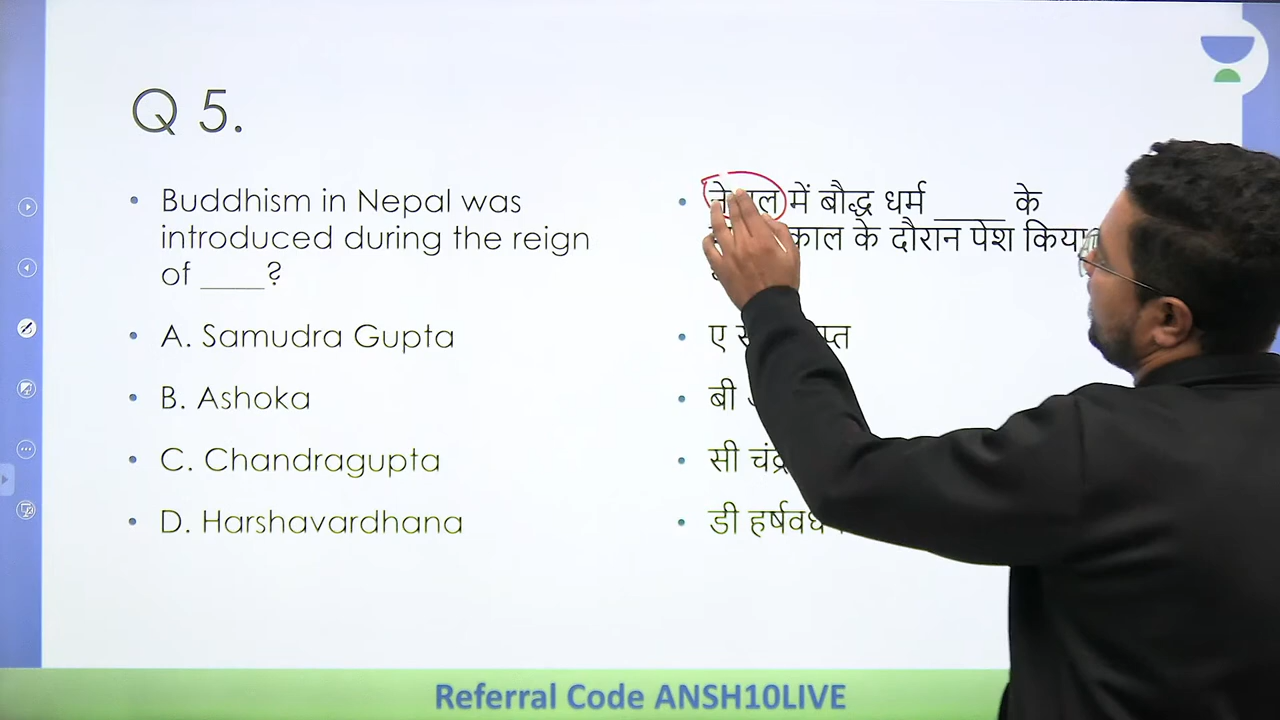 Q 5.
Buddhism in Nepal was
introduced during the reign
of ____?
A. Samudra Gupta
B. Ashoka
C. Chandragupta
D. Harshavardhana
में बौद्ध धर्म _____ के
के दौरान पेश किया
ए
बी
सी
डी
Referral Code ANSH10LIVE